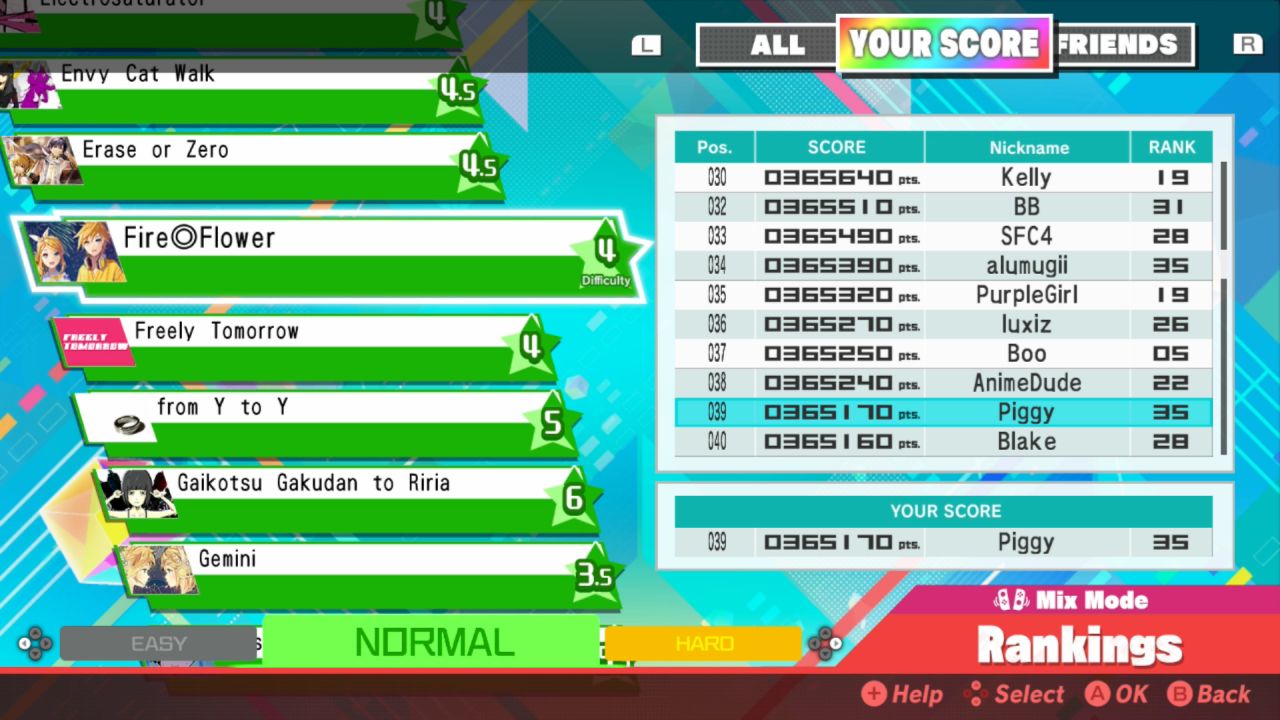 Electrosaturator
4
Envy Cat Walk
4.5
Erase or Zero
4.5
Fire◎Flower
4
Difficulty
FREELY TOMORROW
Freely Tomorrow
4
from Y to Y
5
Gaikotsu Gakudan to Riria
6
Gemini
3.5
EASY
NORMAL
HARD
L
ALL
YOUR SCORE
FRIENDS
R
Pos. SCORE Nickname RANK
030 0365640 pts. Kelly 19
032 0365510 pts. BB 31
033 0365490 pts. SFC4 28
034 0365390 pts. alumugii 35
035 0365320 pts. PurpleGirl 19
036 0365270 pts. luxiz 26
037 0365250 pts. Boo 05
038 0365240 pts. AnimeDude 22
039 0365170 pts. Piggy 35
040 0365160 pts. Blake 28
YOUR SCORE
039 0365170 pts. Piggy 35
Mix Mode
Rankings
+ Help Select A OK B Back